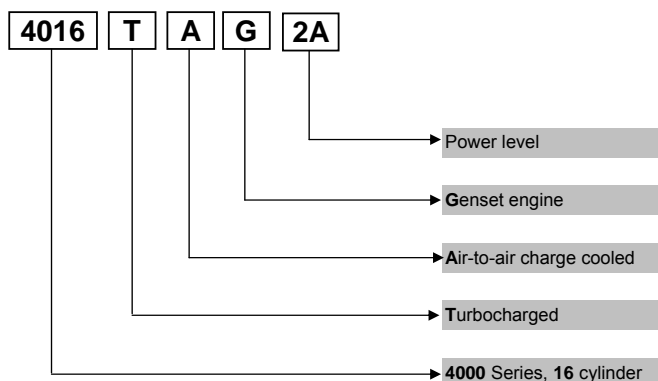 4016 T A G 2A
Power level
Genset engine
Air-to-air charge cooled
Turbocharged
4000 Series, 16 cylinder